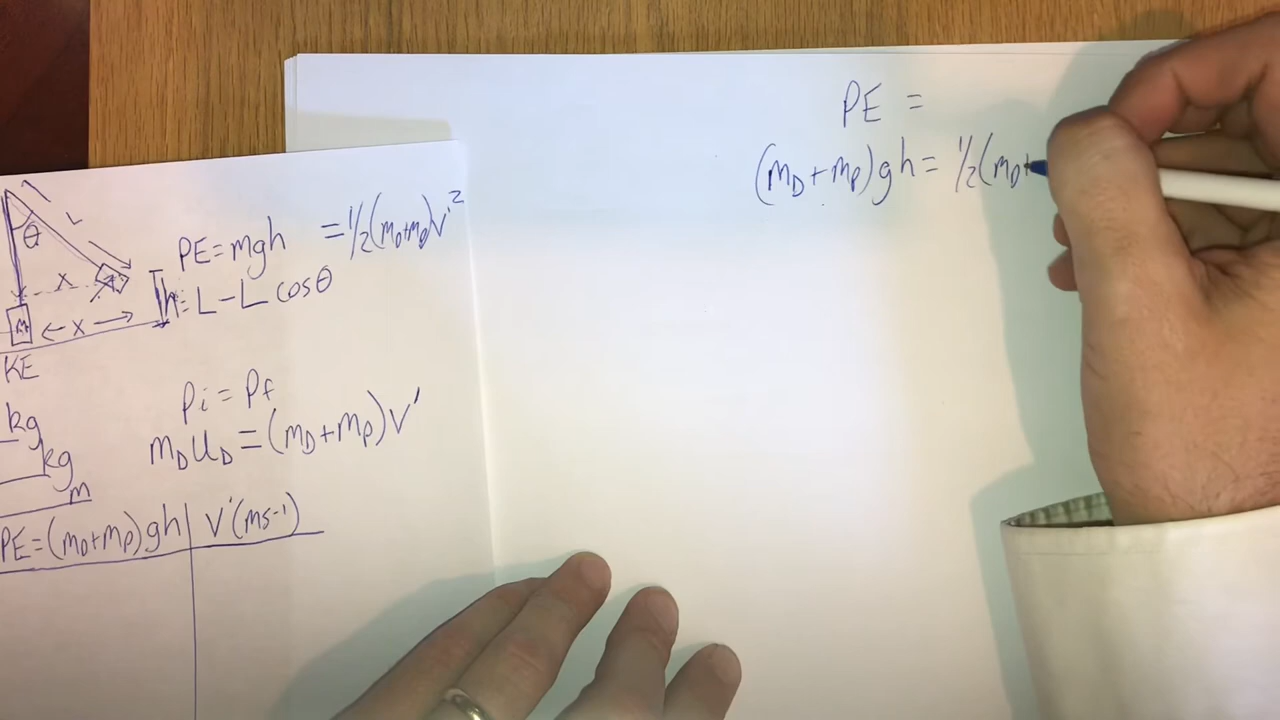 L
θ
x
PE = mgh = ½(mD+mP)v'²
h = L - L cosθ
M
← x →
KE
Pi = Pf
kg
mDuD = (mD+mP)v'
kg
m
PE = (mD+mP)gh | v'(ms-1)
PE =
(mD+mP)gh = ½(mD+